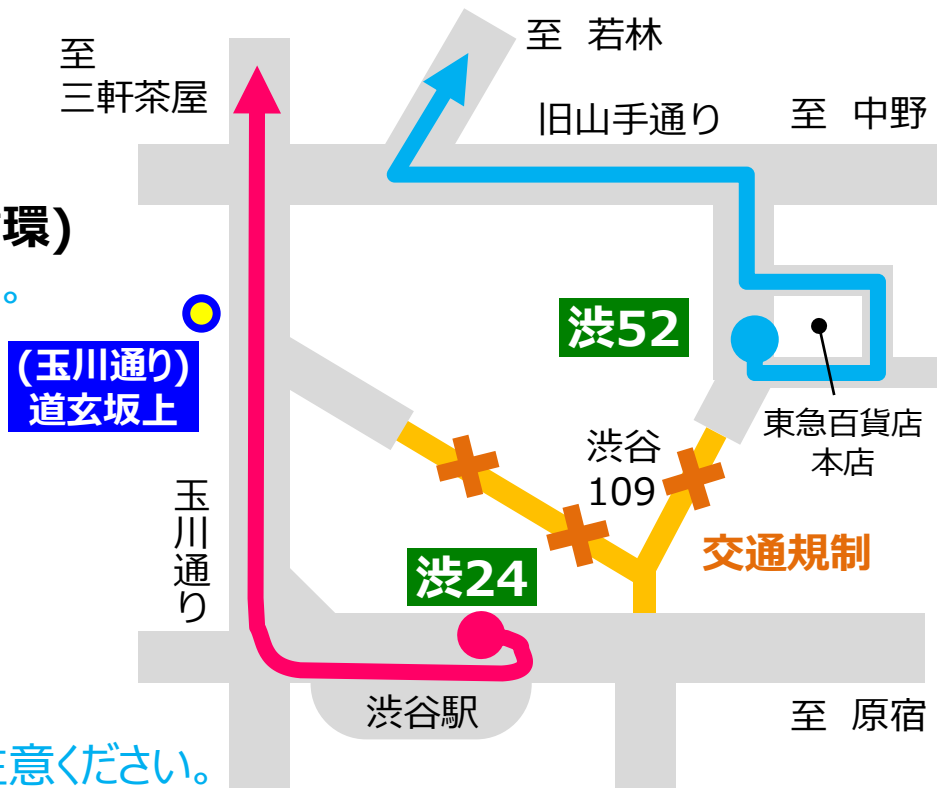 至
三軒茶屋
至 若林
旧山手通り
至 中野
環)
。
(玉川通り)
道玄坂上
渋52
東急百貨店
本店
渋谷
109
交通規制
玉川通り
渋24
渋谷駅
至 原宿
意ください。